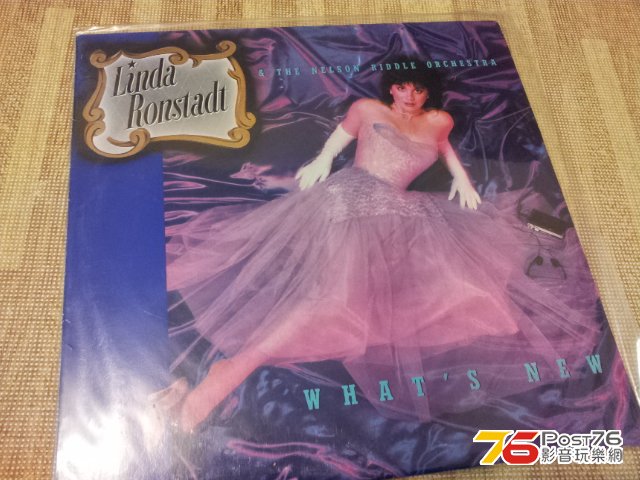 Linda
Ronstadt
& THE NELSON RIDDLE ORCHESTRA
WHAT'S NEW
76 Post76
影音玩樂網